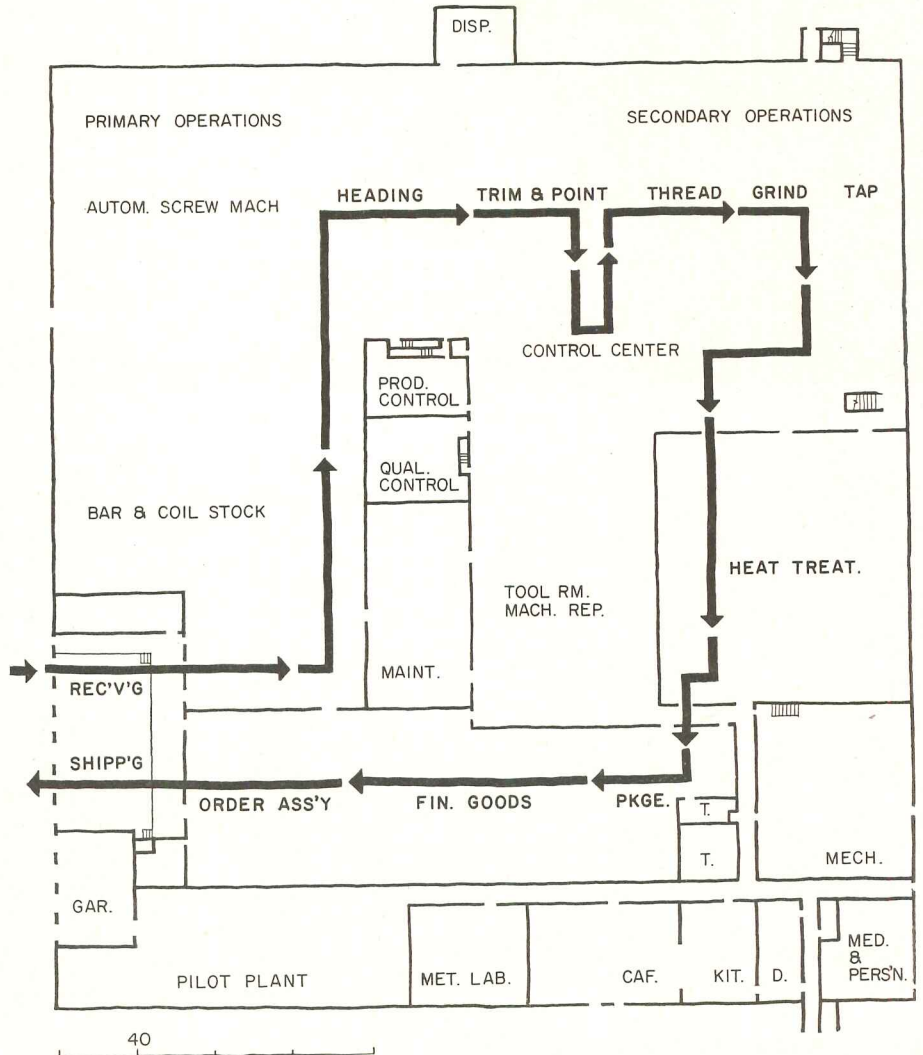 DISP.
PRIMARY OPERATIONS
SECONDARY OPERATIONS
HEADING
TRIM & POINT
THREAD
GRIND
TAP
AUTOM. SCREW MACH
CONTROL CENTER
PROD.
CONTROL
QUAL.
CONTROL
BAR & COIL STOCK
HEAT TREAT.
TOOL RM.
MACH. REP.
MAINT.
REC'V'G
SHIPP'G
ORDER ASS'Y
FIN. GOODS
PKGE.
T.
T.
MECH.
GAR.
PILOT PLANT
MET. LAB.
CAF.
KIT.
D.
MED.
&
PERS'N.
40